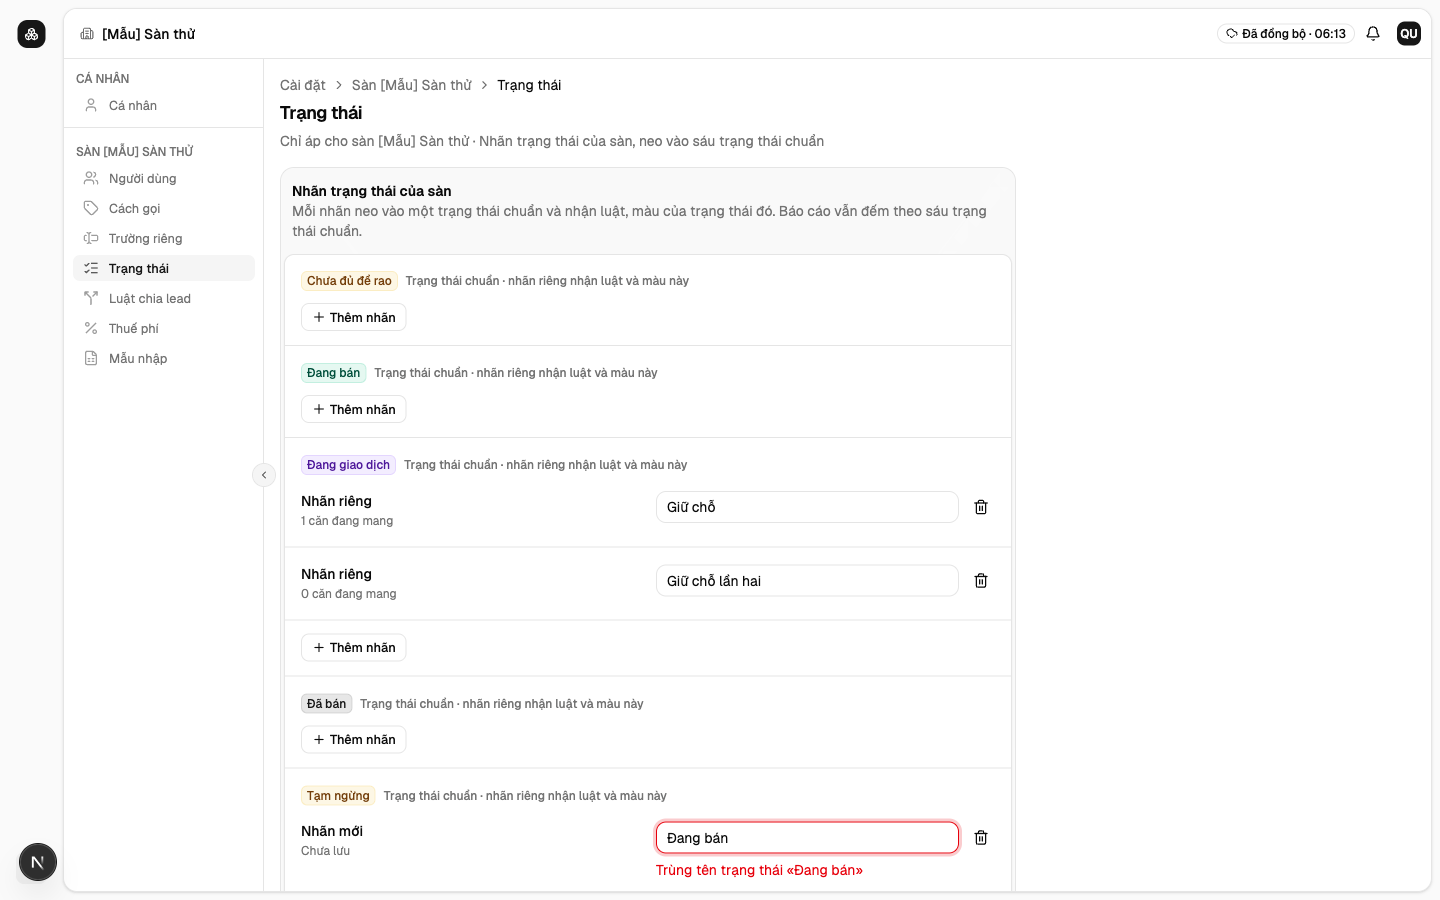 [Mẫu] Sàn thử
Đã đồng bộ · 06:13
QU
CÁ NHÂN
Cá nhân
SÀN [MẪU] SÀN THỬ
Người dùng
Cách gọi
Trường riêng
Trạng thái
Luật chia lead
Thuế phí
Mẫu nhập
N
Cài đặt > Sàn [Mẫu] Sàn thử > Trạng thái
Trạng thái
Chỉ áp cho sàn [Mẫu] Sàn thử · Nhãn trạng thái của sàn, neo vào sáu trạng thái chuẩn
Nhãn trạng thái của sàn
Mỗi nhãn neo vào một trạng thái chuẩn và nhận luật, màu của trạng thái đó. Báo cáo vẫn đếm theo sáu trạng
thái chuẩn.
Chưa đủ để rao Trạng thái chuẩn · nhãn riêng nhận luật và màu này
Thêm nhãn
Đang bán Trạng thái chuẩn · nhãn riêng nhận luật và màu này
Thêm nhãn
Đang giao dịch Trạng thái chuẩn · nhãn riêng nhận luật và màu này
Nhãn riêng
Giữ chỗ
1 căn đang mang
Nhãn riêng
Giữ chỗ lần hai
0 căn đang mang
Thêm nhãn
Đã bán Trạng thái chuẩn · nhãn riêng nhận luật và màu này
Thêm nhãn
Tạm ngừng Trạng thái chuẩn · nhãn riêng nhận luật và màu này
Nhãn mới
Đang bán
Chưa lưu
Trùng tên trạng thái «Đang bán»